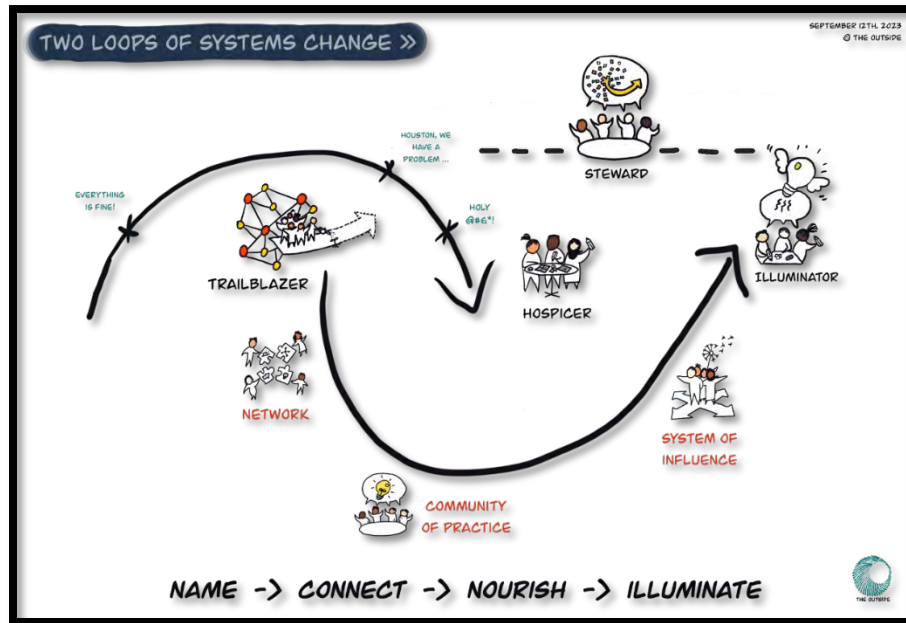 TWO LOOPS OF SYSTEMS CHANGE >>
SEPTEMBER 12TH, 2023
@ THE OUTSIDE
STEWARD
HOUSTON, WE
HAVE A
PROBLEM ...
EVERYTHING
IS FINE!
HOLY
@#&*!
TRAILBLAZER
HOSPICER
ILLUMINATOR
NETWORK
SYSTEM OF
INFLUENCE
COMMUNITY
OF PRACTICE
NAME -> CONNECT -> NOURISH -> ILLUMINATE
THE OUTSIDE